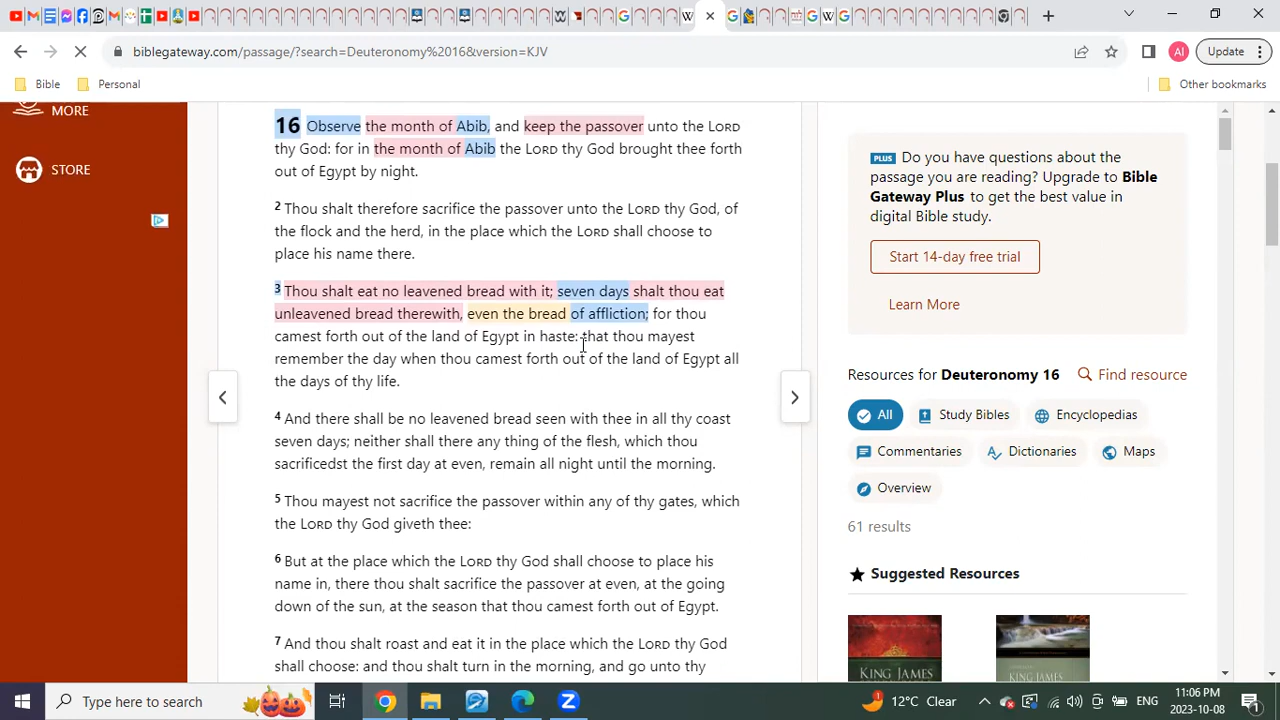 biblegateway.com/passage/?search=Deuteronomy%2016&version=KJV
Update
Bible
Personal
Other bookmarks
MORE
STORE
16 Observe the month of Abib, and keep the passover unto the LORD
thy God: for in the month of Abib the LORD thy God brought thee forth
out of Egypt by night.
2 Thou shalt therefore sacrifice the passover unto the LORD thy God, of
the flock and the herd, in the place which the LORD shall choose to
place his name there.
3 Thou shalt eat no leavened bread with it; seven days shalt thou eat
unleavened bread therewith, even the bread of affliction; for thou
camest forth out of the land of Egypt in haste: that thou mayest
remember the day when thou camest forth out of the land of Egypt all
the days of thy life.
4 And there shall be no leavened bread seen with thee in all thy coast
seven days; neither shall there any thing of the flesh, which thou
sacrificedst the first day at even, remain all night until the morning.
5 Thou mayest not sacrifice the passover within any of thy gates, which
the LORD thy God giveth thee:
6 But at the place which the LORD thy God shall choose to place his
name in, there thou shalt sacrifice the passover at even, at the going
down of the sun, at the season that thou camest forth out of Egypt.
7 And thou shalt roast and eat it in the place which the LORD thy God
shall choose: and thou shalt turn in the morning, and go unto thy
PLUS Do you have questions about the
passage you are reading? Upgrade to Bible
Gateway Plus to get the best value in
digital Bible study.
Start 14-day free trial
Learn More
Resources for Deuteronomy 16
Find resource
All
Study Bibles
Encyclopedias
Commentaries
Dictionaries
Maps
Overview
61 results
Suggested Resources
KING JAMES
KING JAMES
Type here to search
12°C Clear
ENG
11:06 PM
2023-10-08